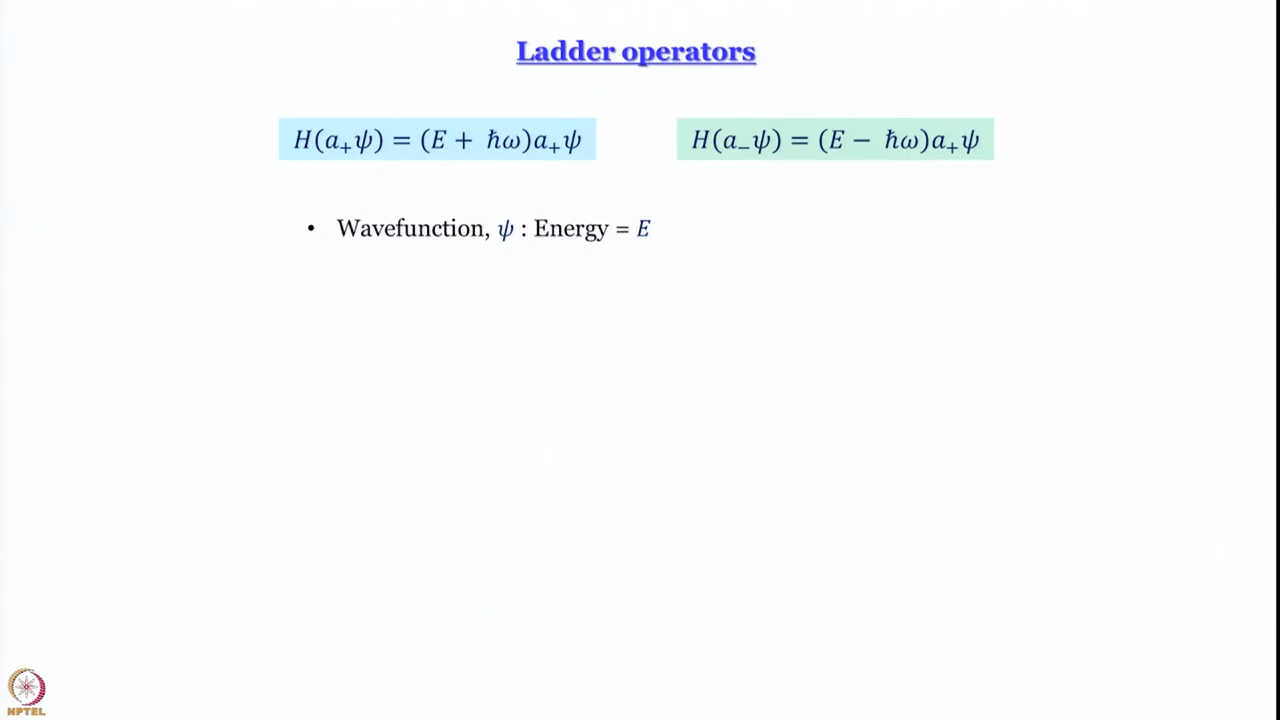 Ladder operators
H(a₊ψ) = (E + ħω)a₊ψ
H(a₋ψ) = (E − ħω)a₊ψ
• Wavefunction, ψ : Energy = E
NPTEL